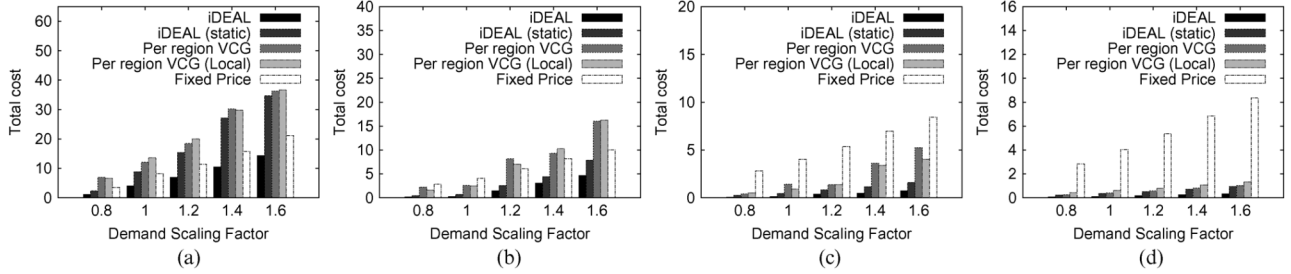 60
50
40
30
20
10
0
Total cost
iDEAL
iDEAL (static)
Per region VCG
Per region VCG (Local)
Fixed Price
0.8 1 1.2 1.4 1.6
Demand Scaling Factor
(a)
40
35
30
25
20
15
10
5
0
Total cost
iDEAL
iDEAL (static)
Per region VCG
Per region VCG (Local)
Fixed Price
0.8 1 1.2 1.4 1.6
Demand Scaling Factor
(b)
20
15
10
5
0
Total cost
iDEAL
iDEAL (static)
Per region VCG
Per region VCG (Local)
Fixed Price
0.8 1 1.2 1.4 1.6
Demand Scaling Factor
(c)
16
14
12
10
8
6
4
2
0
Total cost
iDEAL
iDEAL (static)
Per region VCG
Per region VCG (Local)
Fixed Price
0.8 1 1.2 1.4 1.6
Demand Scaling Factor
(d)